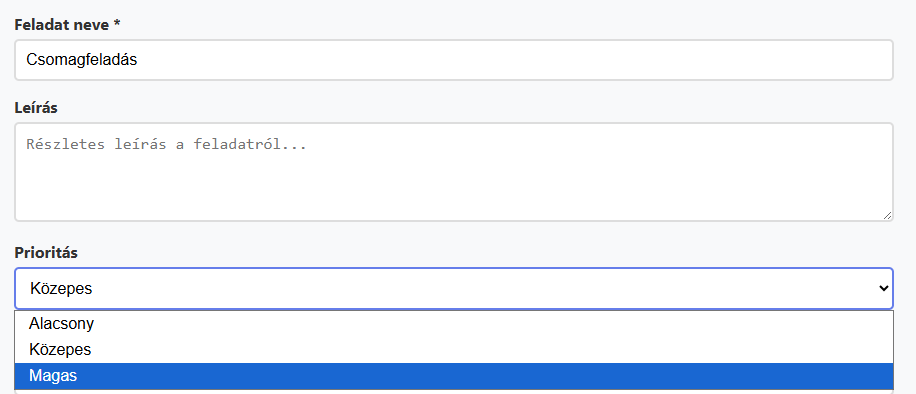 Feladat neve *
Csomagfeladás
Leírás
Részletes leírás a feladatról...
Prioritás
Közepes
Alacsony
Közepes
Magas